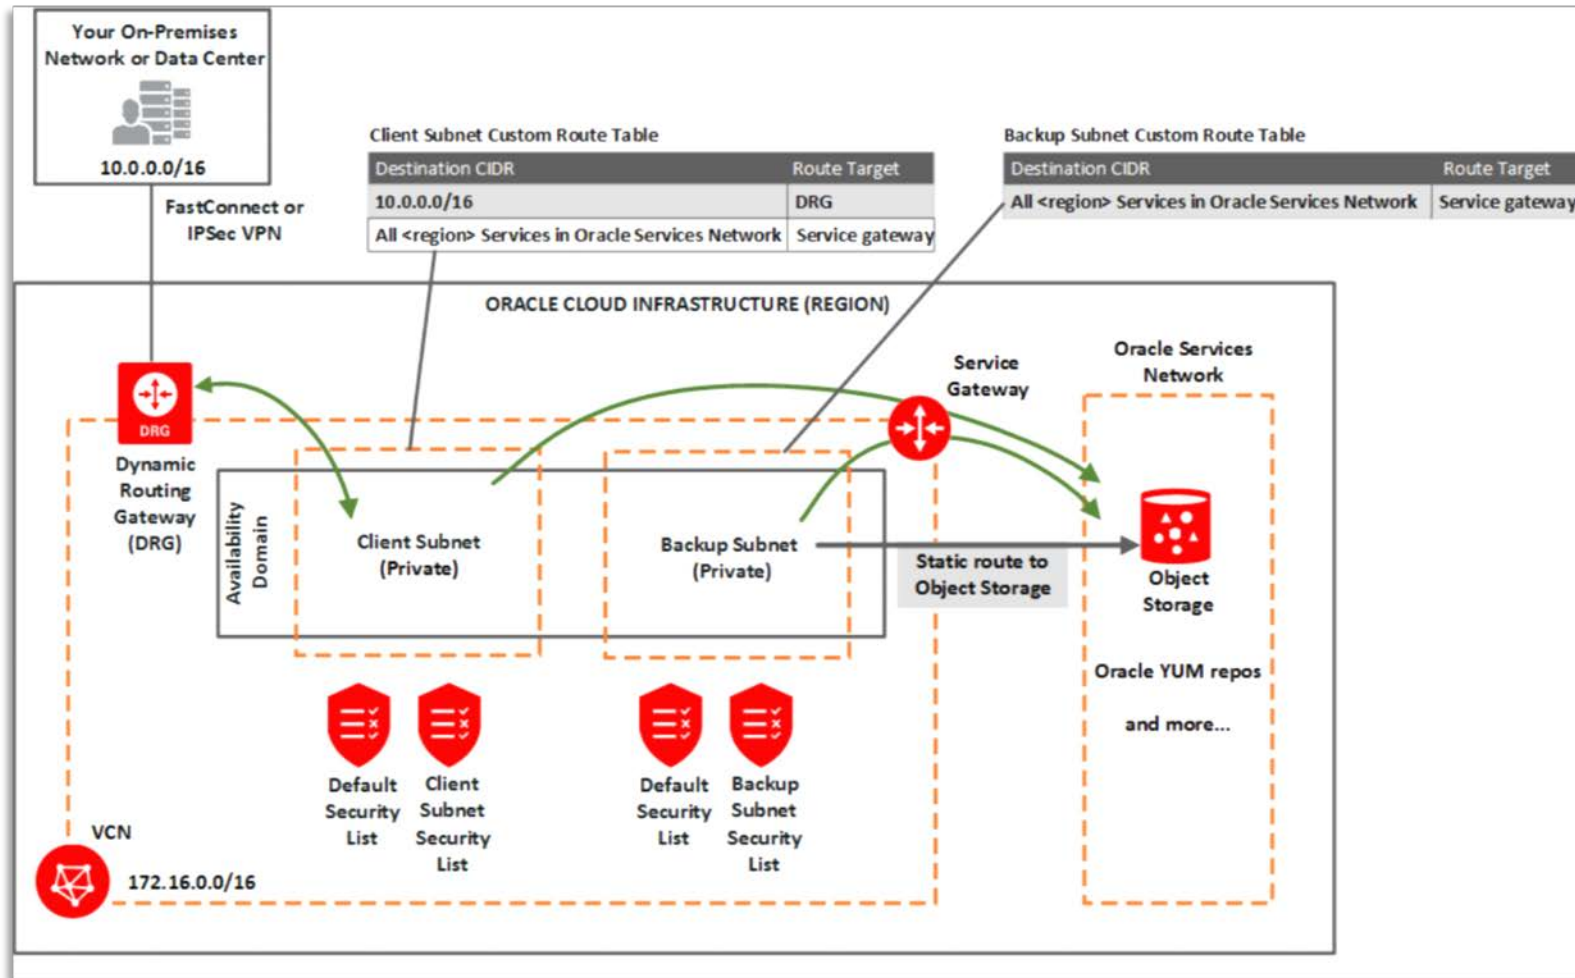 Your On-Premises
Network or Data Center
10.0.0.0/16
FastConnect or
IPSec VPN
Client Subnet Custom Route Table
Destination CIDR Route Target
10.0.0.0/16 DRG
All <region> Services in Oracle Services Network Service gateway
Backup Subnet Custom Route Table
Destination CIDR Route Target
All <region> Services in Oracle Services Network Service gateway
ORACLE CLOUD INFRASTRUCTURE (REGION)
DRG
Dynamic
Routing
Gateway
(DRG)
Availability
Domain
Client Subnet
(Private)
Backup Subnet
(Private)
Service
Gateway
Oracle Services
Network
Static route to
Object Storage
Object
Storage
Oracle YUM repos
and more...
Default
Security
List
Client
Subnet
Security
List
Default
Security
List
Backup
Subnet
Security
List
VCN
172.16.0.0/16